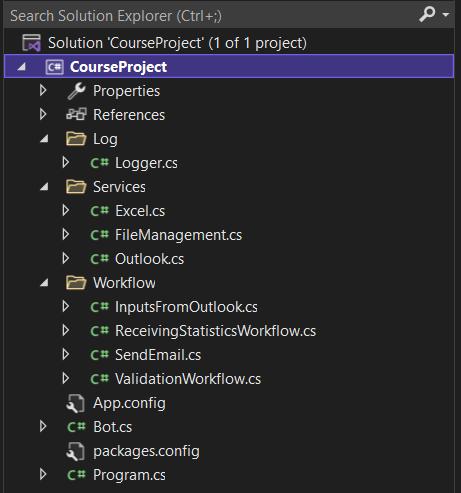 Search Solution Explorer (Ctrl+;)
Solution 'CourseProject' (1 of 1 project)
C# CourseProject
Properties
References
Log
C# Logger.cs
Services
C# Excel.cs
C# FileManagement.cs
C# Outlook.cs
Workflow
C# InputsFromOutlook.cs
C# ReceivingStatisticsWorkflow.cs
C# SendEmail.cs
C# ValidationWorkflow.cs
App.config
C# Bot.cs
packages.config
C# Program.cs